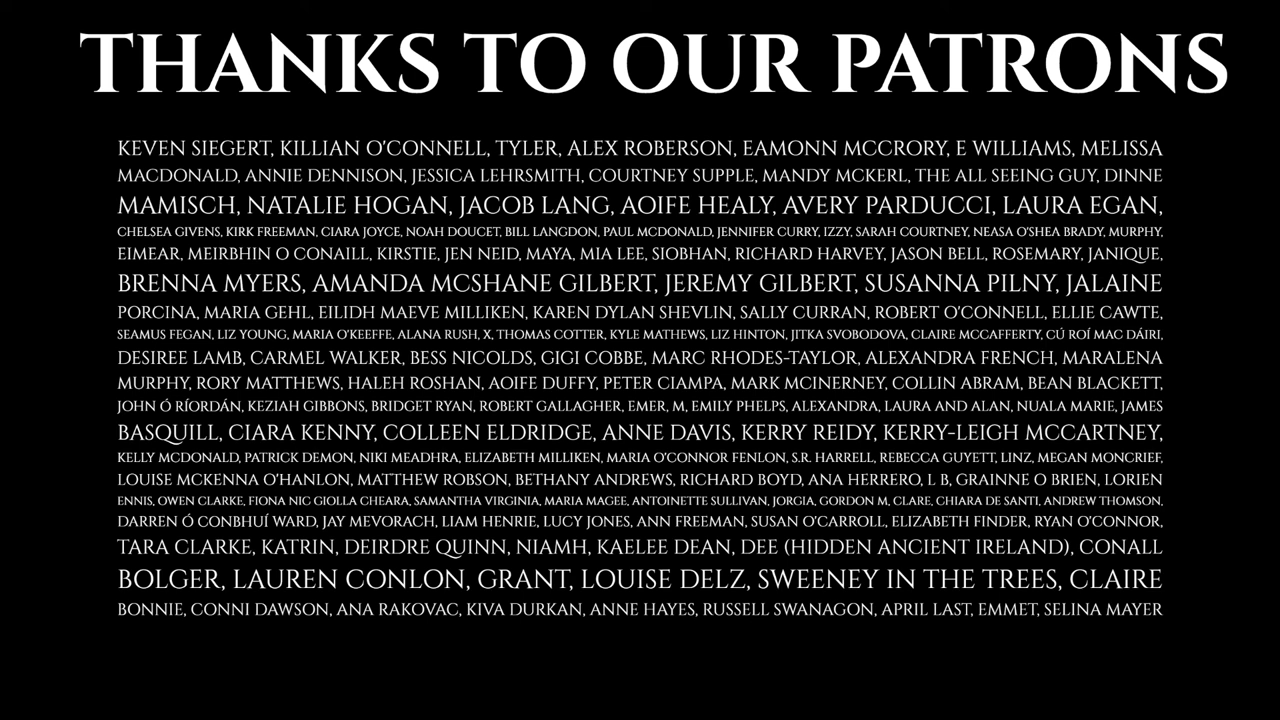 THANKS TO OUR PATRONS
KEVEN SIEGERT, KILLIAN O'CONNELL, TYLER, ALEX ROBERSON, EAMONN MCCRORY, E WILLIAMS, MELISSA
MACDONALD, ANNIE DENNISON, JESSICA LEHRSMITH, COURTNEY SUPPLE, MANDY MCKERL, THE ALL SEEING GUY, DINNE
MAMISCH, NATALIE HOGAN, JACOB LANG, AOIFE HEALY, AVERY PARDUCCI, LAURA EGAN,
CHELSEA GIVENS, KIRK FREEMAN, CIARA JOYCE, NOAH DOUCET, BILL LANGDON, PAUL MCDONALD, JENNIFER CURRY, IZZY, SARAH COURTNEY, NEASA O'SHEA BRADY, MURPHY,
EIMEAR, MEIRBHIN O CONAILL, KIRSTIE, JEN NEID, MAYA, MIA LEE, SIOBHAN, RICHARD HARVEY, JASON BELL, ROSEMARY, JANIQUE,
BRENNA MYERS, AMANDA MCSHANE GILBERT, JEREMY GILBERT, SUSANNA PILNY, JALAINE
PORCINA, MARIA GEHL, EILIDH MAEVE MILLIKEN, KAREN DYLAN SHEVLIN, SALLY CURRAN, ROBERT O'CONNELL, ELLIE CAWTE,
SEAMUS FEGAN, LIZ YOUNG, MARIA O'KEEFFE, ALANA RUSH, X, THOMAS COTTER, KYLE MATHEWS, LIZ HINTON, JITKA SVOBODOVA, CLAIRE MCCAFFERTY, CÚ ROÍ MAC DÁIRI,
DESIREE LAMB, CARMEL WALKER, BESS NICOLDS, GIGI COBBE, MARC RHODES-TAYLOR, ALEXANDRA FRENCH, MARALENA
MURPHY, RORY MATTHEWS, HALEH ROSHAN, AOIFE DUFFY, PETER CIAMPA, MARK MCINERNEY, COLLIN ABRAM, BEAN BLACKETT,
JOHN Ó RÍORDÁN, KEZIAH GIBBONS, BRIDGET RYAN, ROBERT GALLAGHER, EMER, M, EMILY PHELPS, ALEXANDRA, LAURA AND ALAN, NUALA MARIE, JAMES
BASQUILL, CIARA KENNY, COLLEEN ELDRIDGE, ANNE DAVIS, KERRY REIDY, KERRY-LEIGH MCCARTNEY,
KELLY MCDONALD, PATRICK DEMON, NIKI MEADHRA, ELIZABETH MILLIKEN, MARIA O'CONNOR FENLON, S.R. HARRELL, REBECCA GUYETT, LINZ, MEGAN MONCRIEF,
LOUISE MCKENNA O'HANLON, MATTHEW ROBSON, BETHANY ANDREWS, RICHARD BOYD, ANA HERRERO, L B, GRAINNE O BRIEN, LORIEN
ENNIS, OWEN CLARKE, FIONA NIC GIOLLA CHEARA, SAMANTHA VIRGINIA, MARIA MAGEE, ANTOINETTE SULLIVAN, JORGIA, GORDON M, CLARE, CHIARA DE SANTI, ANDREW THOMSON,
DARREN Ó CONBHUÍ WARD, JAY MEVORACH, LIAM HENRIE, LUCY JONES, ANN FREEMAN, SUSAN O'CARROLL, ELIZABETH FINDER, RYAN O'CONNOR,
TARA CLARKE, KATRIN, DEIRDRE QUINN, NIAMH, KAELEE DEAN, DEE (HIDDEN ANCIENT IRELAND), CONALL
BOLGER, LAUREN CONLON, GRANT, LOUISE DELZ, SWEENEY IN THE TREES, CLAIRE
BONNIE, CONNI DAWSON, ANA RAKOVAC, KIVA DURKAN, ANNE HAYES, RUSSELL SWANAGON, APRIL LAST, EMMET, SELINA MAYER